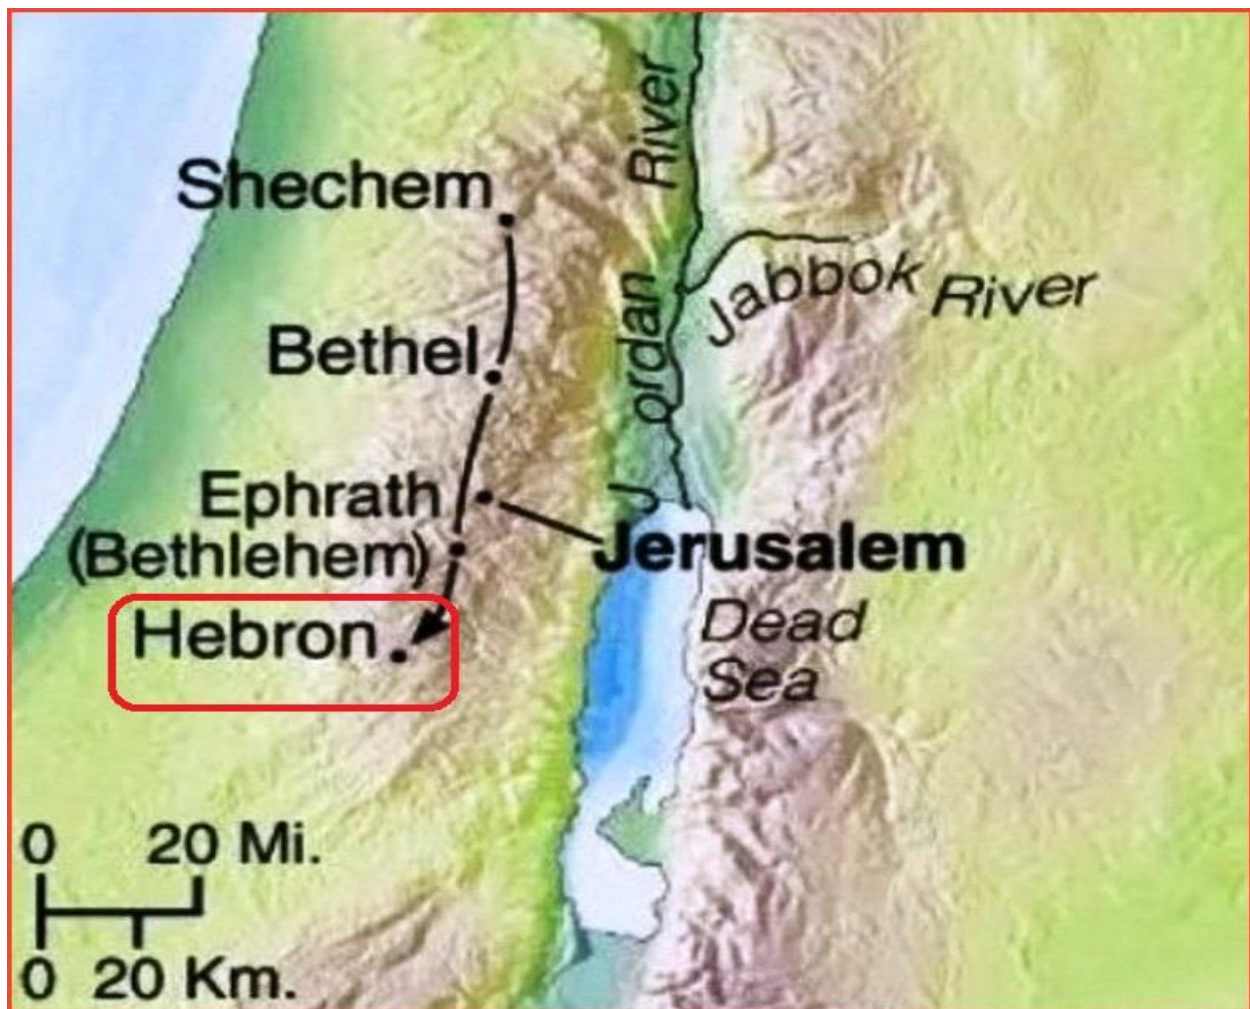 River
Shechem
Jordan
Jabbok River
Bethel
Ephrath
(Bethlehem)
Jerusalem
Hebron
Dead
Sea
0 20 Mi.
0 20 Km.